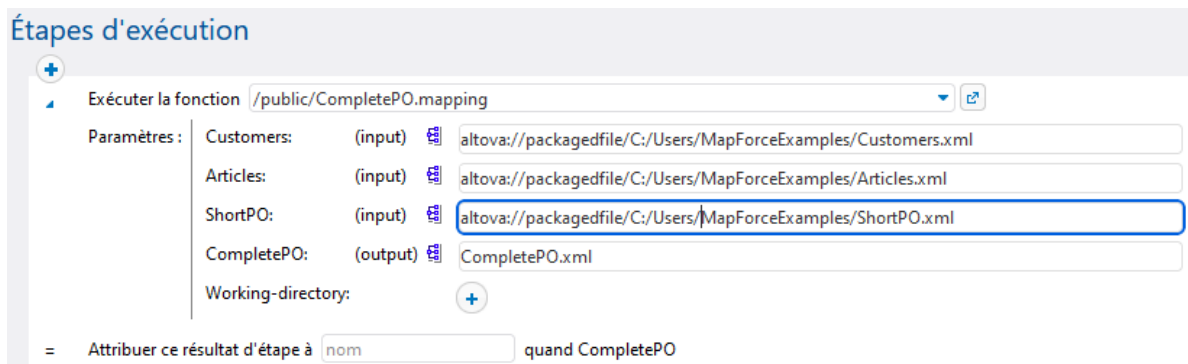 Étapes d'exécution
Exécuter la fonction /public/CompletePO.mapping
Paramètres : Customers: (input) altova://packagedfile/C:/Users/MapForceExamples/Customers.xml
Articles: (input) altova://packagedfile/C:/Users/MapForceExamples/Articles.xml
ShortPO: (input) altova://packagedfile/C:/Users/MapForceExamples/ShortPO.xml
CompletePO: (output) CompletePO.xml
Working-directory:
= Attribuer ce résultat d'étape à nom quand CompletePO